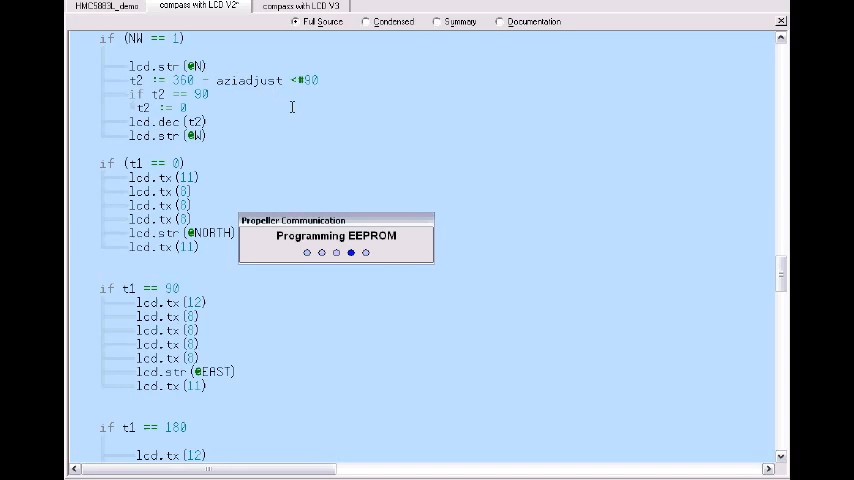 HMC5883L_demo compass with LCD V2* compass with LCD V3
Full Source Condensed Summary Documentation
if (NW == 1)
lcd.str(@N)
t2 := 360 - aziadjust <#90
if t2 == 90
t2 := 0
lcd.dec(t2)
lcd.str(@W)
if (t1 == 0)
lcd.tx(11)
lcd.tx(8)
lcd.tx(8)
lcd.tx(8)
lcd.str(@NORTH)
lcd.tx(11)
Propeller Communication
Programming EEPROM
if t1 == 90
lcd.tx(12)
lcd.tx(8)
lcd.tx(8)
lcd.tx(8)
lcd.tx(8)
lcd.str(@EAST)
lcd.tx(11)
if t1 == 180
lcd.tx(12)